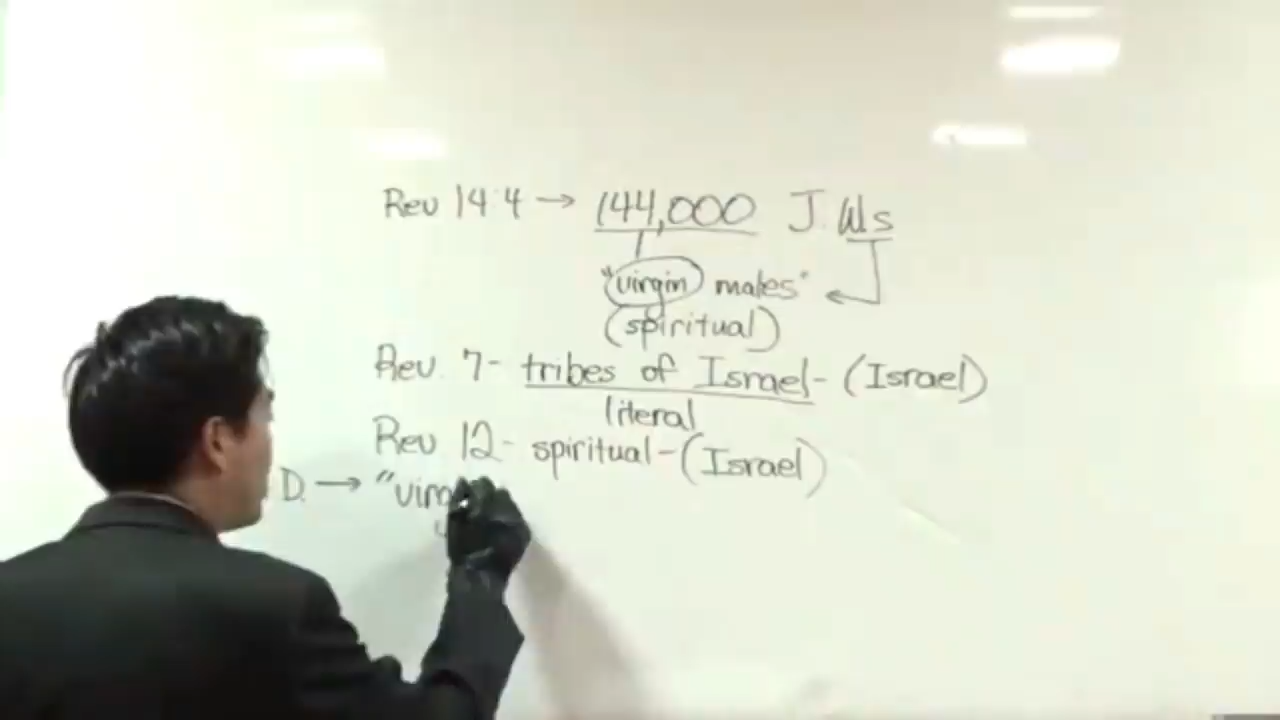 Rev 14:4 → 144,000 J.Ws
"virgin males"
(spiritual)
Rev. 7- tribes of Israel- (Israel)
literal
Rev 12- spiritual- (Israel)
D. → "virg